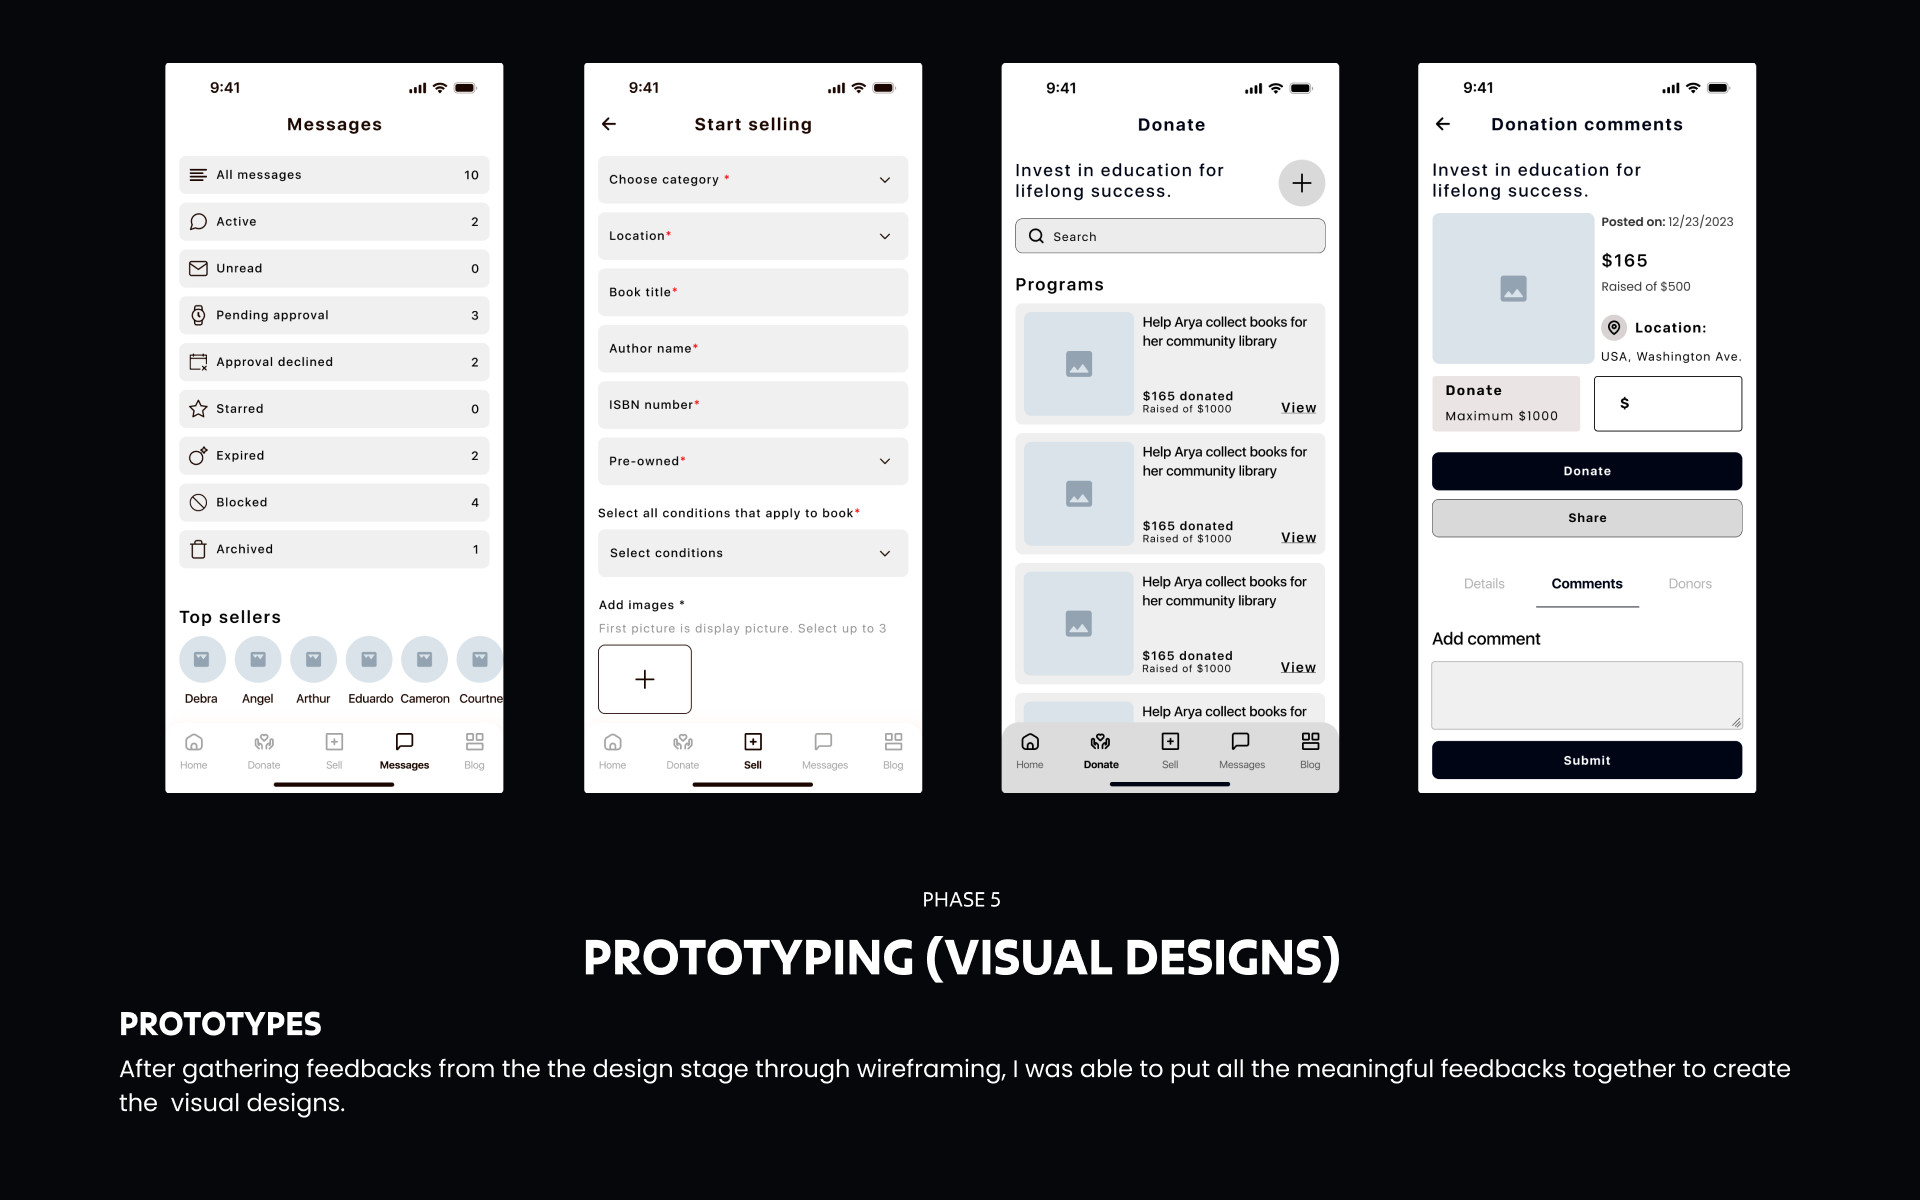 9:41
Messages
All messages 10
Active 2
Unread 0
Pending approval 3
Approval declined 2
Starred 0
Expired 2
Blocked 4
Archived 1
Top sellers
Debra Angel Arthur Eduardo Cameron Courtne
Home Donate Sell Messages Blog
9:41
Start selling
Choose category *
Location*
Book title*
Author name*
ISBN number*
Pre-owned*
Select all conditions that apply to book*
Select conditions
Add images *
First picture is display picture. Select up to 3
Home Donate Sell Messages Blog
9:41
Donate
Invest in education for
lifelong success.
Search
Programs
Help Arya collect books for
her community library
$165 donated
Raised of $1000
View
Help Arya collect books for
her community library
$165 donated
Raised of $1000
View
Help Arya collect books for
her community library
$165 donated
Raised of $1000
View
Help Arya collect books for
Home Donate Sell Messages Blog
9:41
Donation comments
Invest in education for
lifelong success.
Posted on: 12/23/2023
$165
Raised of $500
Location:
USA, Washington Ave.
Donate
Maximum $1000
$
Donate
Share
Details Comments Donors
Add comment
Submit
PHASE 5
PROTOTYPING (VISUAL DESIGNS)
PROTOTYPES
After gathering feedbacks from the the design stage through wireframing, I was able to put all the meaningful feedbacks together to create
the  visual designs.